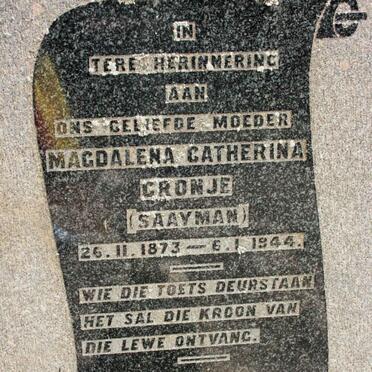 IN
TERE HERINNERING
AAN
ONS GELIEFDE MOEDER
MAGDALENA CATHERINA
CRONJE
(SAAYMAN)
26.11.1873 — 6.1.1944.
WIE DIE TOETS DEURSTAAN
HET SAL DIE KROON VAN
DIE LEWE ONTVANG.